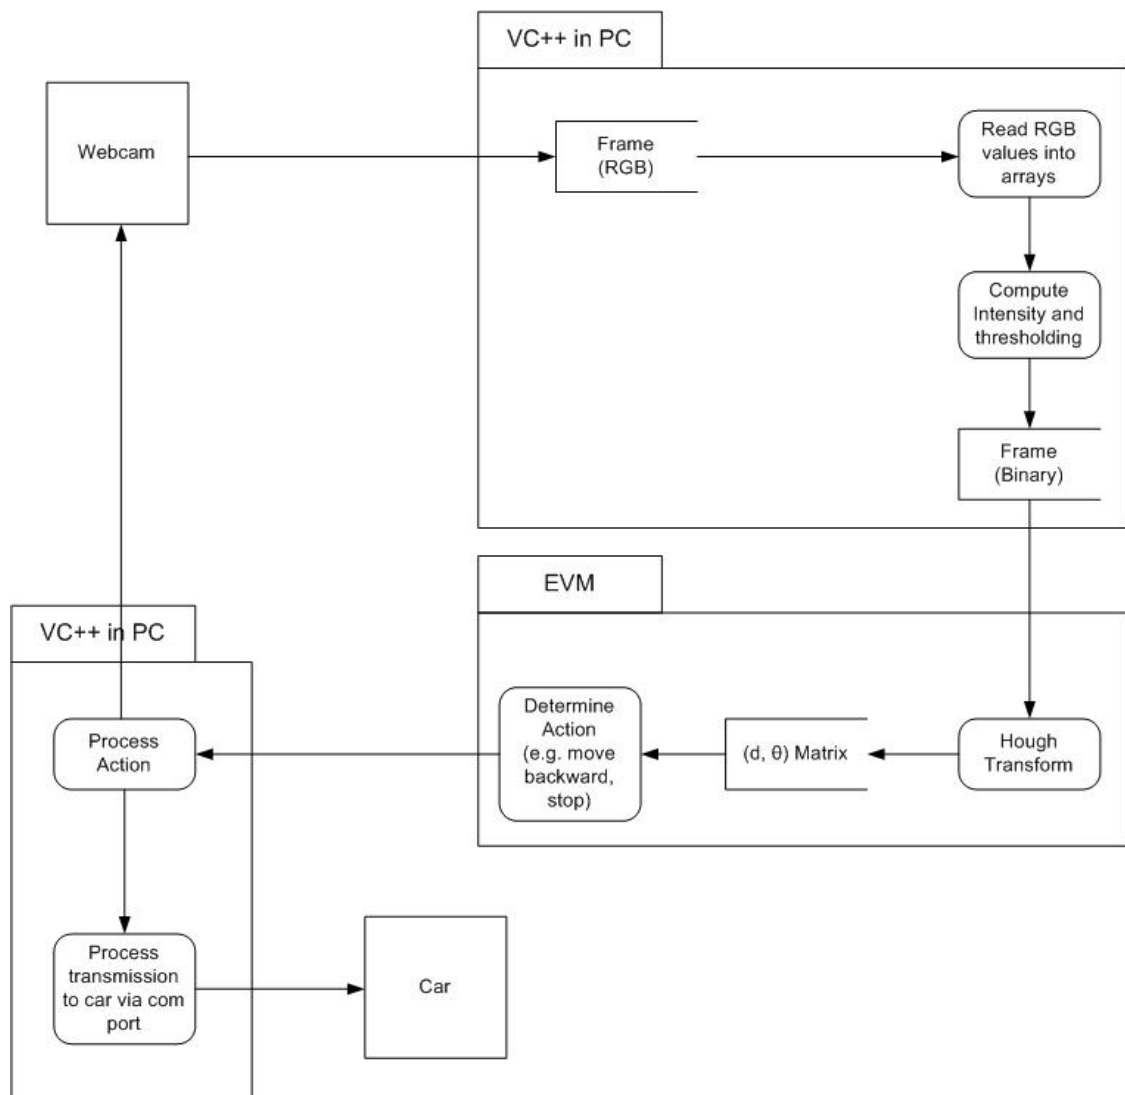 VC++ in PC
Webcam
Frame
(RGB)
Read RGB
values into
arrays
Compute
Intensity and
thresholding
Frame
(Binary)
EVM
VC++ in PC
Process
Action
Determine
Action
(e.g. move
backward,
stop)
(d, θ) Matrix
Hough
Transform
Process
transmission
to car via com
port
Car